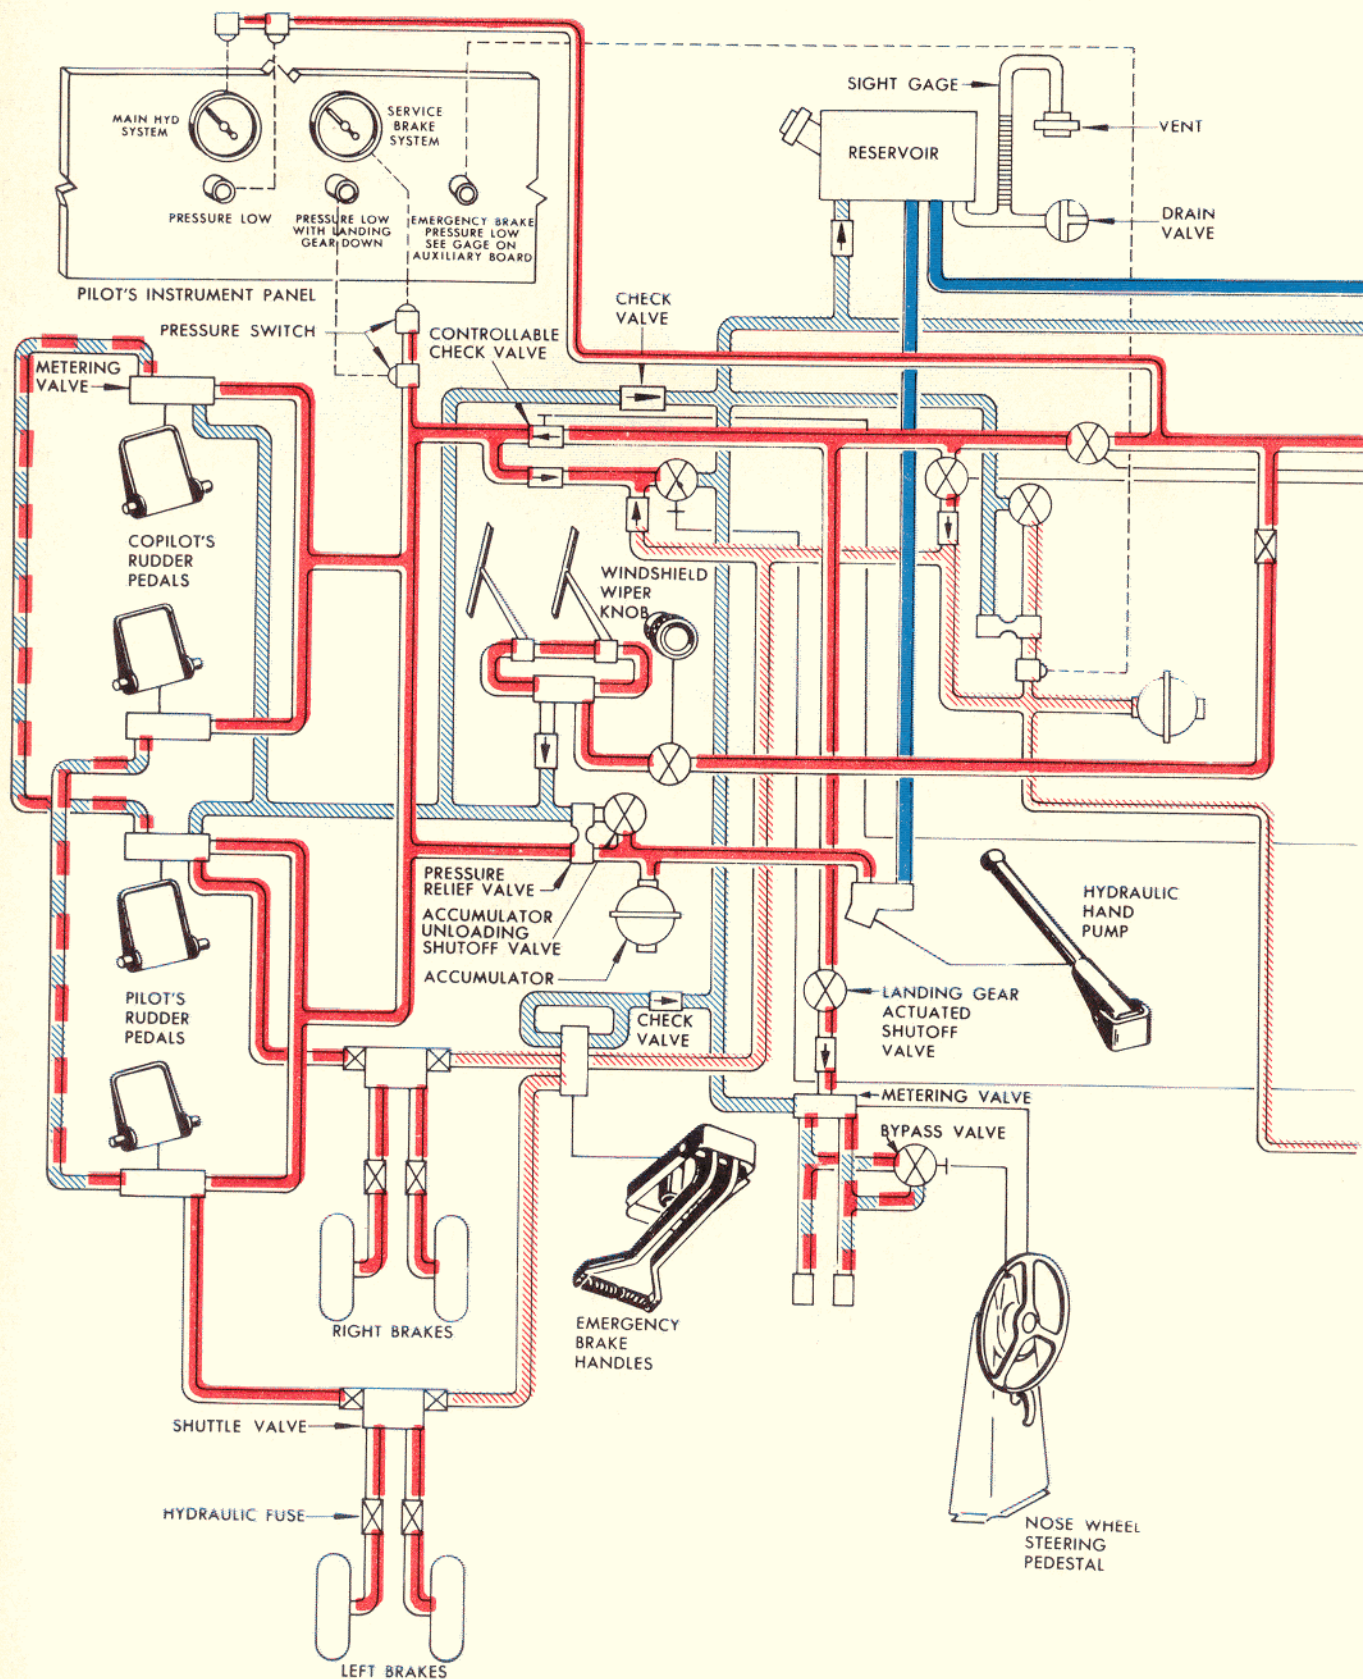 SIGHT GAGE
VENT
MAIN HYD
SYSTEM
SERVICE
BRAKE
SYSTEM
RESERVOIR
PRESSURE LOW
PRESSURE LOW
WITH LANDING
GEAR DOWN
EMERGENCY BRAKE
PRESSURE LOW
SEE GAGE ON
AUXILIARY BOARD
DRAIN
VALVE
PILOT'S INSTRUMENT PANEL
PRESSURE SWITCH
CHECK
VALVE
CONTROLLABLE
CHECK VALVE
METERING
VALVE
COPILOT'S
RUDDER
PEDALS
WINDSHIELD
WIPER
KNOB
PRESSURE
RELIEF VALVE
ACCUMULATOR
UNLOADING
SHUTOFF VALVE
ACCUMULATOR
HYDRAULIC
HAND
PUMP
PILOT'S
RUDDER
PEDALS
CHECK
VALVE
LANDING GEAR
ACTUATED
SHUTOFF
VALVE
METERING VALVE
BYPASS VALVE
RIGHT BRAKES
EMERGENCY
BRAKE
HANDLES
SHUTTLE VALVE
HYDRAULIC FUSE
NOSE WHEEL
STEERING
PEDESTAL
LEFT BRAKES